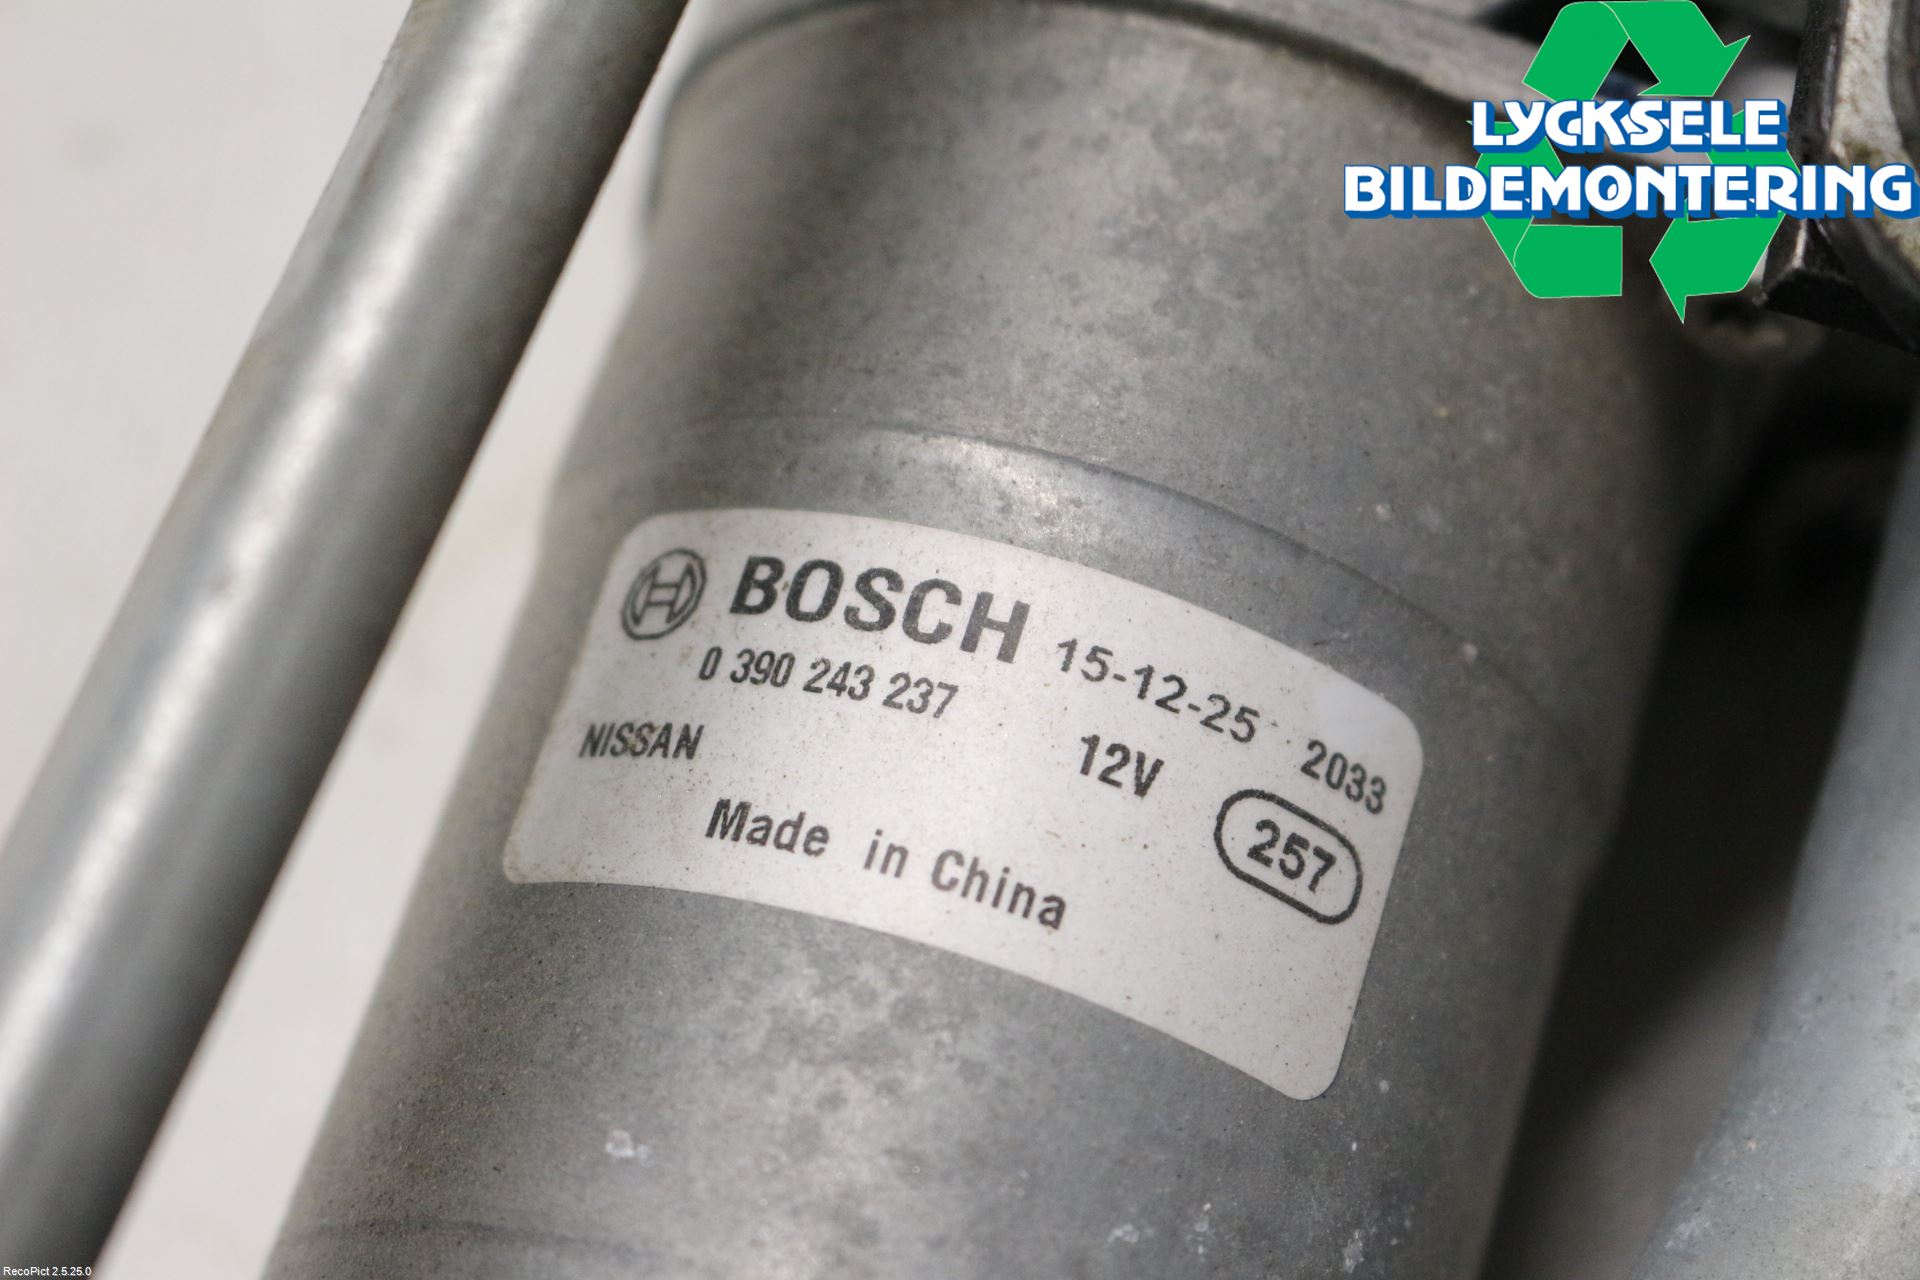 LYCKSELE
BILDEMONTERING
BOSCH 15-12-25 2033
0 390 243 237
NISSAN 12V
257
Made in China
RecoPict 2.5.25.0